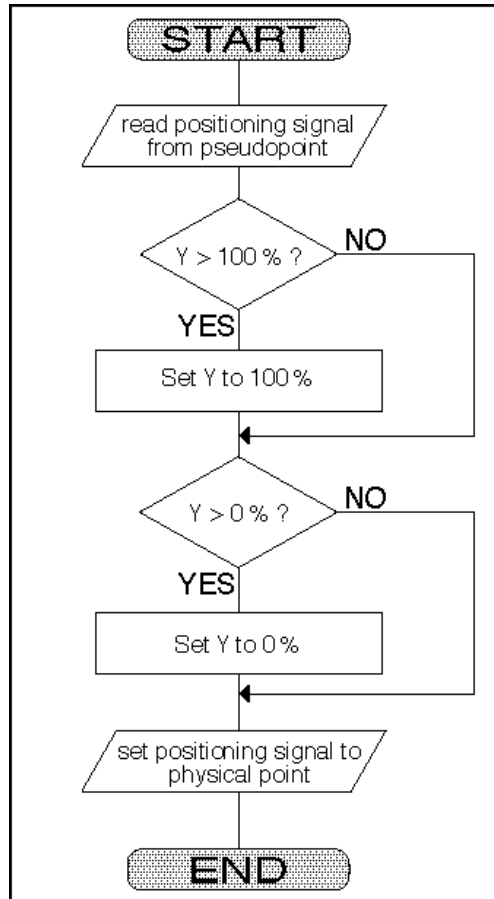 START
read positioning signal
from pseudopoint
Y > 100 % ?
NO
YES
Set Y to 100 %
Y > 0 % ?
NO
YES
Set Y to 0 %
set positioning signal to
physical point
END